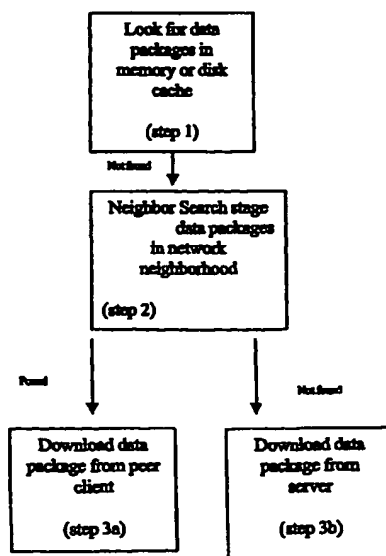 Look for data
packages in
memory or disk
cache
(step 1)
Not found
Neighbor Search stage
data packages
in network
neighborhood
(step 2)
Found
Not found
Download data
package from peer
client
(step 3a)
Download data
package from
server
(step 3b)